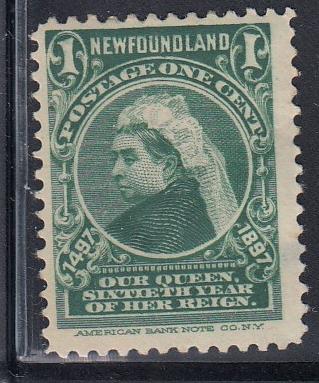 1 NEWFOUNDLAND 1
POSTAGE ONE CENT
1497 1897
OUR QUEEN,
SIXTIETH YEAR
OF HER REIGN.
AMERICAN BANK NOTE CO. N.Y.